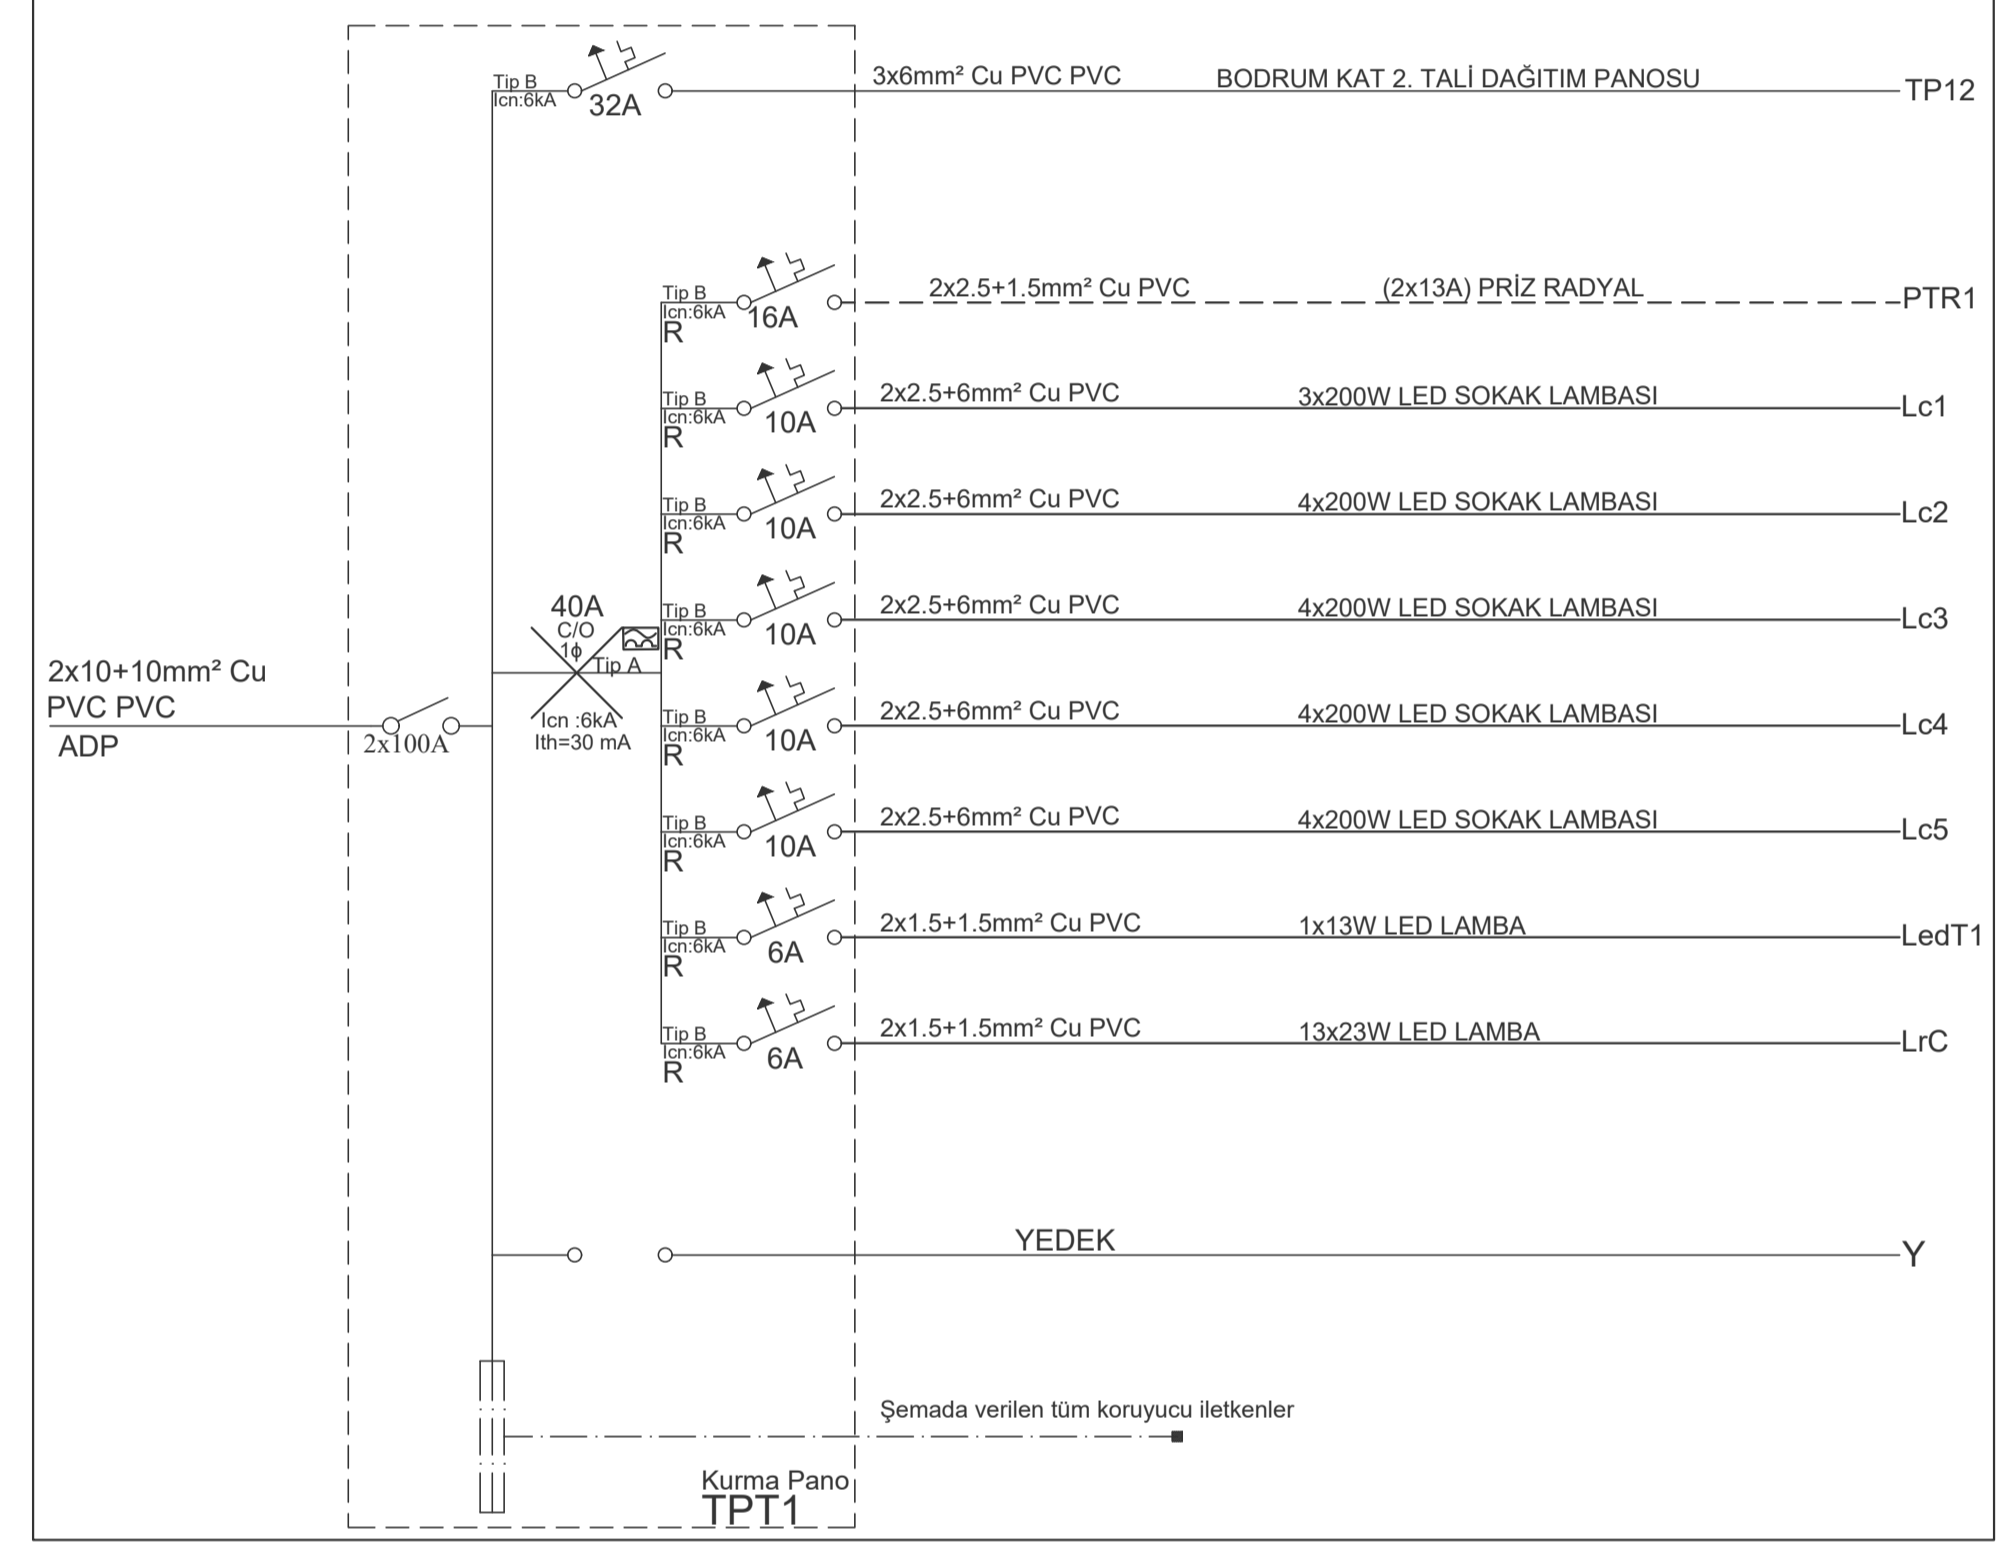 Tip B
Icn:6kA
32A
3x6mm² Cu PVC PVC
BODRUM KAT 2. TALİ DAĞITIM PANOSU
TP12
Tip B
Icn:6kA
R
16A
2x2.5+1.5mm² Cu PVC
(2x13A) PRİZ RADYAL
PTR1
Tip B
Icn:6kA
R
10A
2x2.5+6mm² Cu PVC
3x200W LED SOKAK LAMBASI
Lc1
Tip B
Icn:6kA
R
10A
2x2.5+6mm² Cu PVC
4x200W LED SOKAK LAMBASI
Lc2
Tip B
Icn:6kA
R
10A
2x2.5+6mm² Cu PVC
4x200W LED SOKAK LAMBASI
Lc3
40A
C/O
1ϕ
Tip A
Icn :6kA
Ith=30 mA
2x10+10mm² Cu
PVC PVC
ADP
2x100A
Tip B
Icn:6kA
R
10A
2x2.5+6mm² Cu PVC
4x200W LED SOKAK LAMBASI
Lc4
Tip B
Icn:6kA
R
10A
2x2.5+6mm² Cu PVC
4x200W LED SOKAK LAMBASI
Lc5
Tip B
Icn:6kA
R
6A
2x1.5+1.5mm² Cu PVC
1x13W LED LAMBA
LedT1
Tip B
Icn:6kA
R
6A
2x1.5+1.5mm² Cu PVC
13x23W LED LAMBA
LrC
YEDEK
Y
Şemada verilen tüm koruyucu iletkenler
Kurma Pano
TPT1